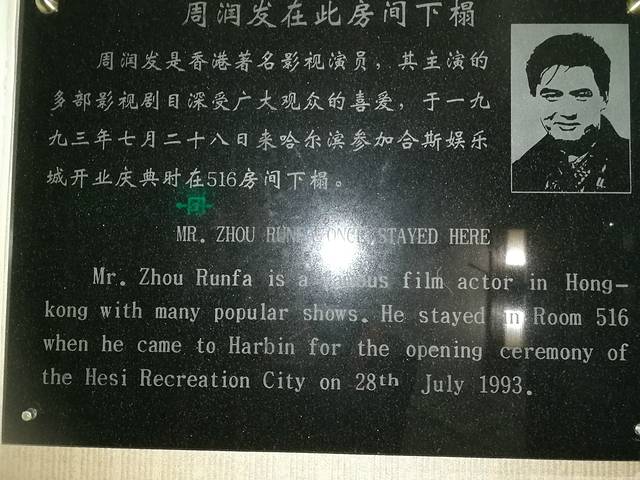 周润发在此房间下榻
周润发是香港著名影视演员，其主演的
多部影视剧目深受广大观众的喜爱，于一九
九三年七月二十八日来哈尔滨参加合斯娱乐
城开业庆典时在516房间下榻。
MR. ZHOU RUNFA ONCE STAYED HERE
Mr. Zhou Runfa is a famous film actor in Hong-
kong with many popular shows. He stayed in Room 516
when he came to Harbin for the opening ceremony of
the Hesi Recreation City on 28th July 1993.